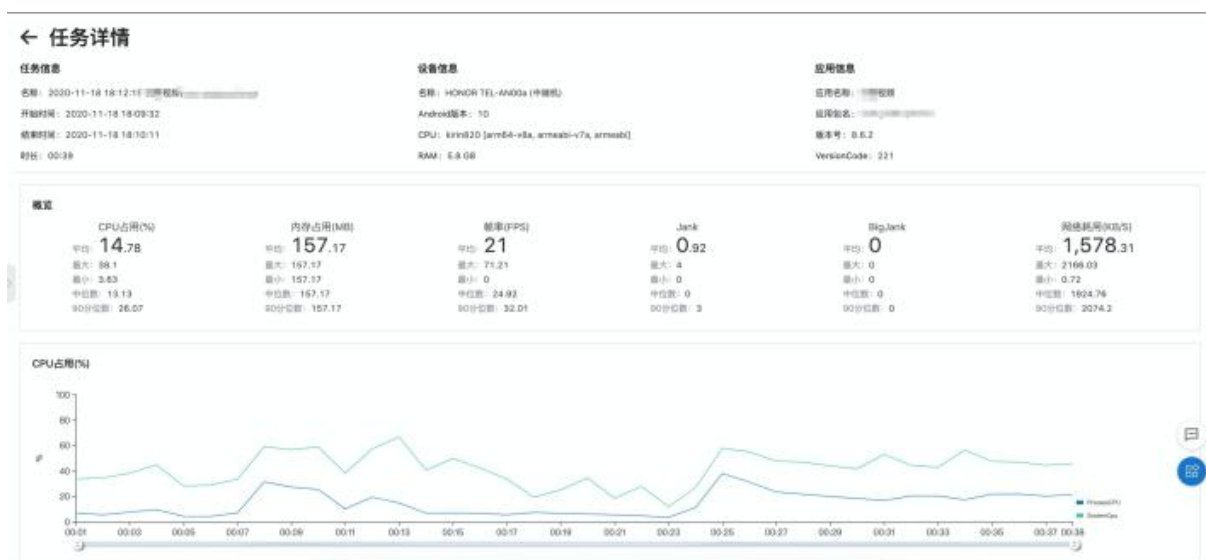 ← 任务详情
任务信息
设备信息
应用信息
名称: 2020-11-18 18:12:1
名称: HONOR TEL-AN00a (中端机)
应用名称: 视频
开始时间: 2020-11-18 18:09:32
Android版本: 10
应用包名:
结束时间: 2020-11-18 18:10:11
CPU: kirin820 [arm64-v8a, armeabi-v7a, armeabi]
版本号: 8.6.2
时长: 00:39
RAM: 5.8 GB
VersionCode: 221
概览
CPU占用(%)
平均: 14.78
最大: 38.1
最小: 3.63
中位数: 13.13
90分位数: 26.07
内存占用(MB)
平均: 157.17
最大: 157.17
最小: 157.17
中位数: 157.17
90分位数: 157.17
帧率(FPS)
平均: 21
最大: 71.21
最小: 0
中位数: 24.92
90分位数: 32.01
Jank
平均: 0.92
最大: 4
最小: 0
中位数: 0
90分位数: 3
BigJank
平均: 0
最大: 0
最小: 0
中位数: 0
90分位数: 0
网络耗用(KB/S)
平均: 1,578.31
最大: 2166.03
最小: 0.72
中位数: 1924.76
90分位数: 2074.2
CPU占用(%)
100
80
60
40
20
0
%
00:01 00:03 00:05 00:07 00:09 00:11 00:13 00:15 00:17 00:19 00:21 00:23 00:25 00:27 00:29 00:31 00:33 00:35 00:37 00:38
ProcessCPU
SystemCpu